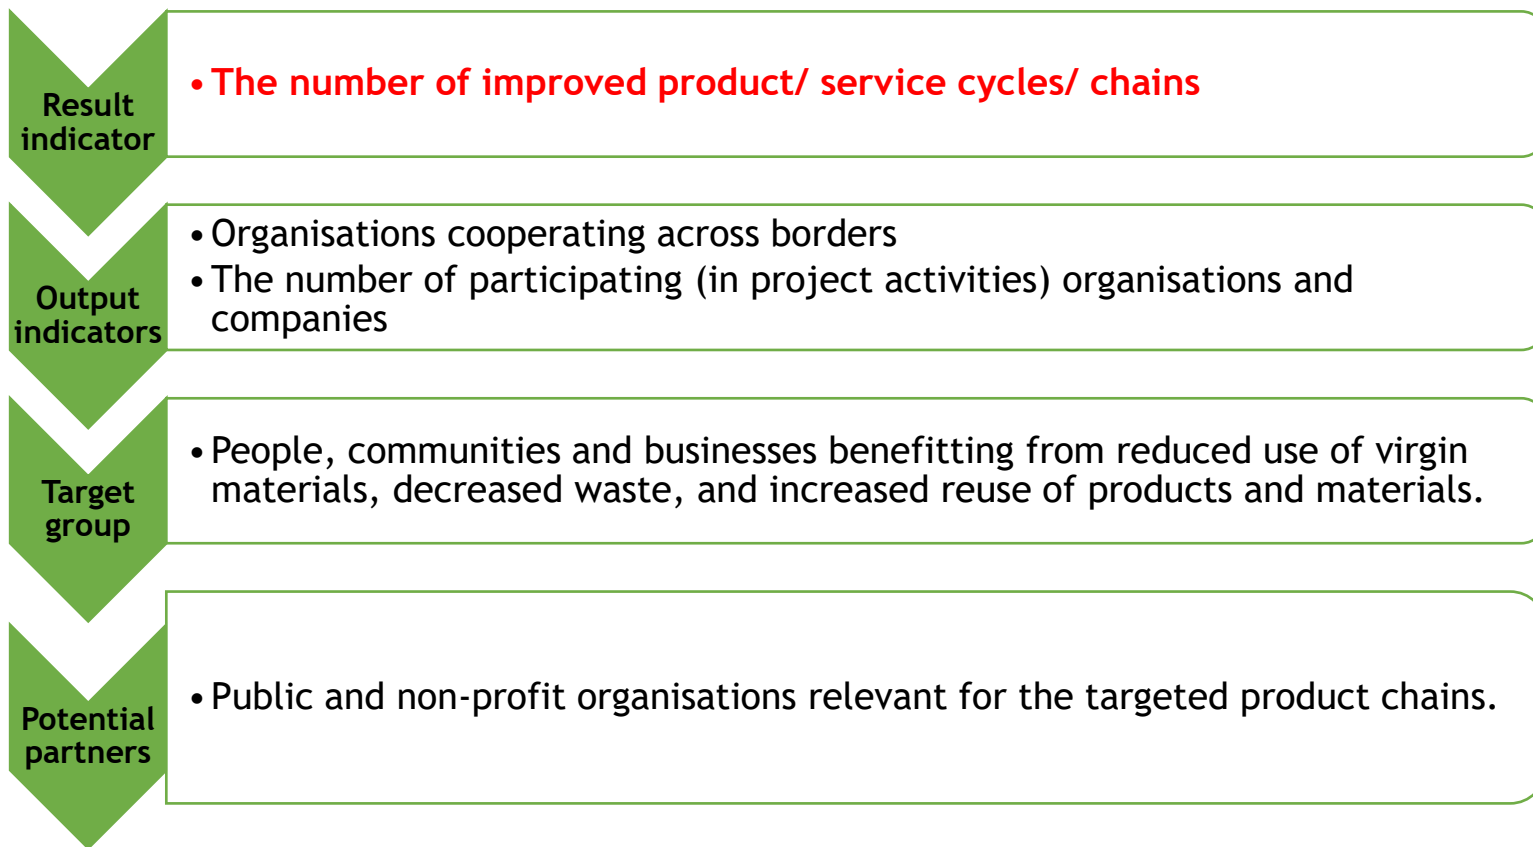 Result
indicator
• The number of improved product/ service cycles/ chains
Output
indicators
• Organisations cooperating across borders
• The number of participating (in project activities) organisations and
companies
Target
group
• People, communities and businesses benefitting from reduced use of virgin
materials, decreased waste, and increased reuse of products and materials.
Potential
partners
• Public and non-profit organisations relevant for the targeted product chains.